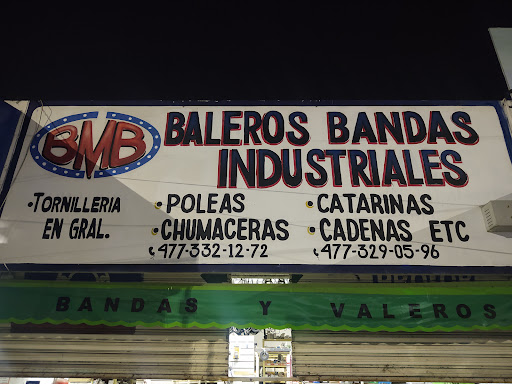 BMB
BALEROS BANDAS
INDUSTRIALES
•TORNILLERIA
EN GRAL.
•POLEAS
•CHUMACERAS
477-332-12-72
•CATARINAS
•CADENAS ETC
477-329-05-96
BANDAS Y VALEROS